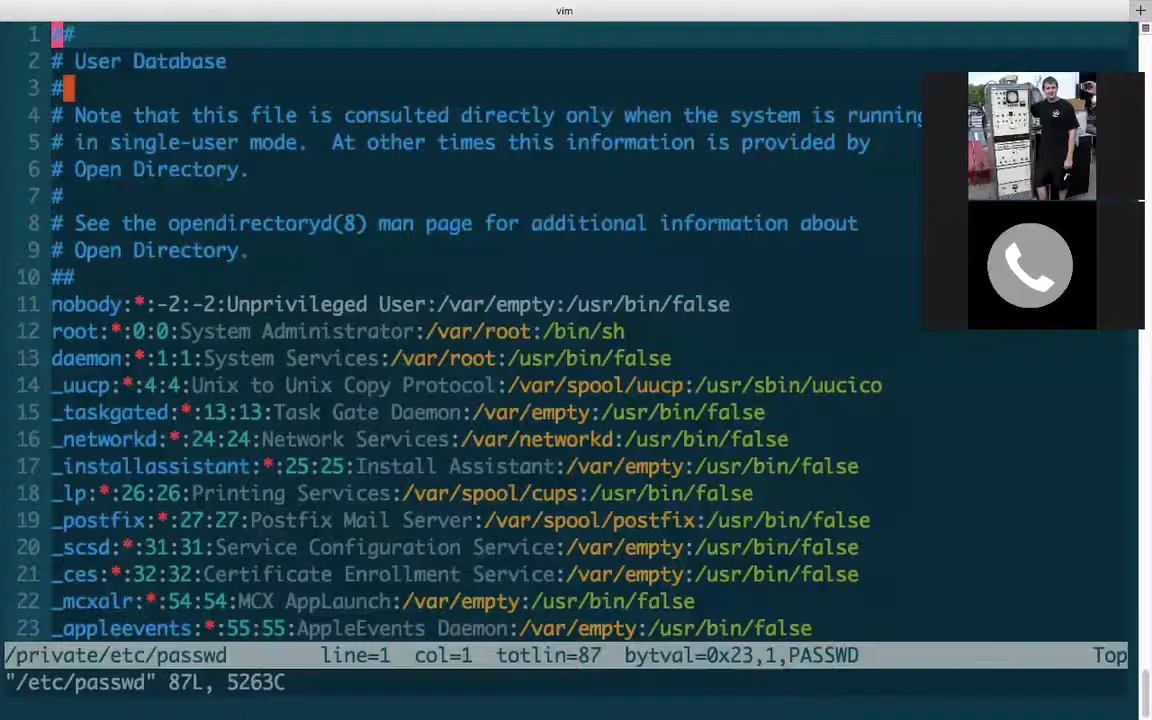 vim
1 ##
2 # User Database
3 #
4 # Note that this file is consulted directly only when the system is running
5 # in single-user mode.  At other times this information is provided by
6 # Open Directory.
7 #
8 # See the opendirectoryd(8) man page for additional information about
9 # Open Directory.
10 ##
11 nobody:*:-2:-2:Unprivileged User:/var/empty:/usr/bin/false
12 root:*:0:0:System Administrator:/var/root:/bin/sh
13 daemon:*:1:1:System Services:/var/root:/usr/bin/false
14 _uucp:*:4:4:Unix to Unix Copy Protocol:/var/spool/uucp:/usr/sbin/uucico
15 _taskgated:*:13:13:Task Gate Daemon:/var/empty:/usr/bin/false
16 _networkd:*:24:24:Network Services:/var/networkd:/usr/bin/false
17 _installassistant:*:25:25:Install Assistant:/var/empty:/usr/bin/false
18 _lp:*:26:26:Printing Services:/var/spool/cups:/usr/bin/false
19 _postfix:*:27:27:Postfix Mail Server:/var/spool/postfix:/usr/bin/false
20 _scsd:*:31:31:Service Configuration Service:/var/empty:/usr/bin/false
21 _ces:*:32:32:Certificate Enrollment Service:/var/empty:/usr/bin/false
22 _mcxalr:*:54:54:MCX AppLaunch:/var/empty:/usr/bin/false
23 _appleevents:*:55:55:AppleEvents Daemon:/var/empty:/usr/bin/false
/private/etc/passwd line=1 col=1 totlin=87 bytval=0x23,1,PASSWD Top
"/etc/passwd" 87L, 5263C